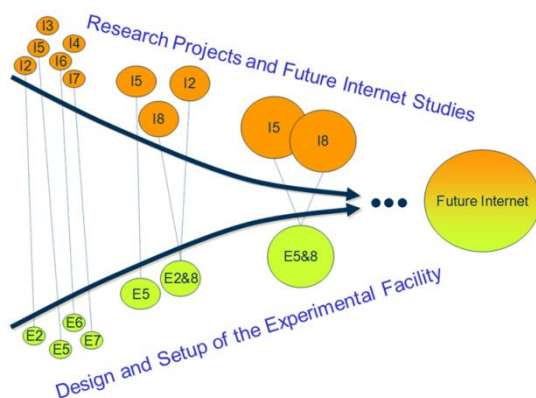 Research Projects and Future Internet Studies
I3
I5
I4
I2
I6
I7
I5
I2
I8
I5
I8
Future Internet
E2&8
E5&8
E5
E6
E2
E7
E5
Design and Setup of the Experimental Facility